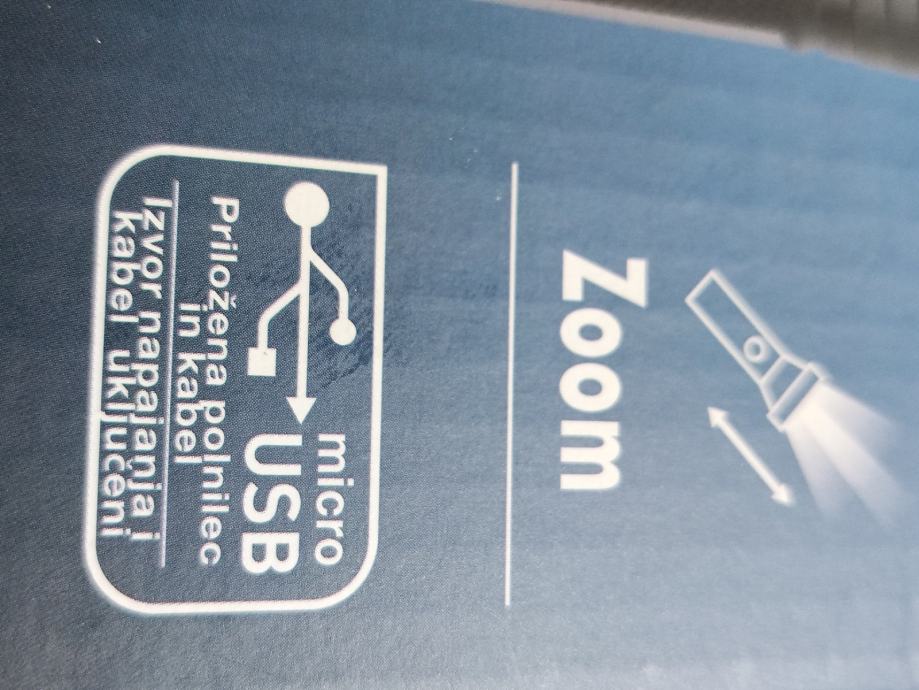 Zoom
micro
USB
Priložena polnilec
in kabel
Izvor napajanja i
kabel uključeni